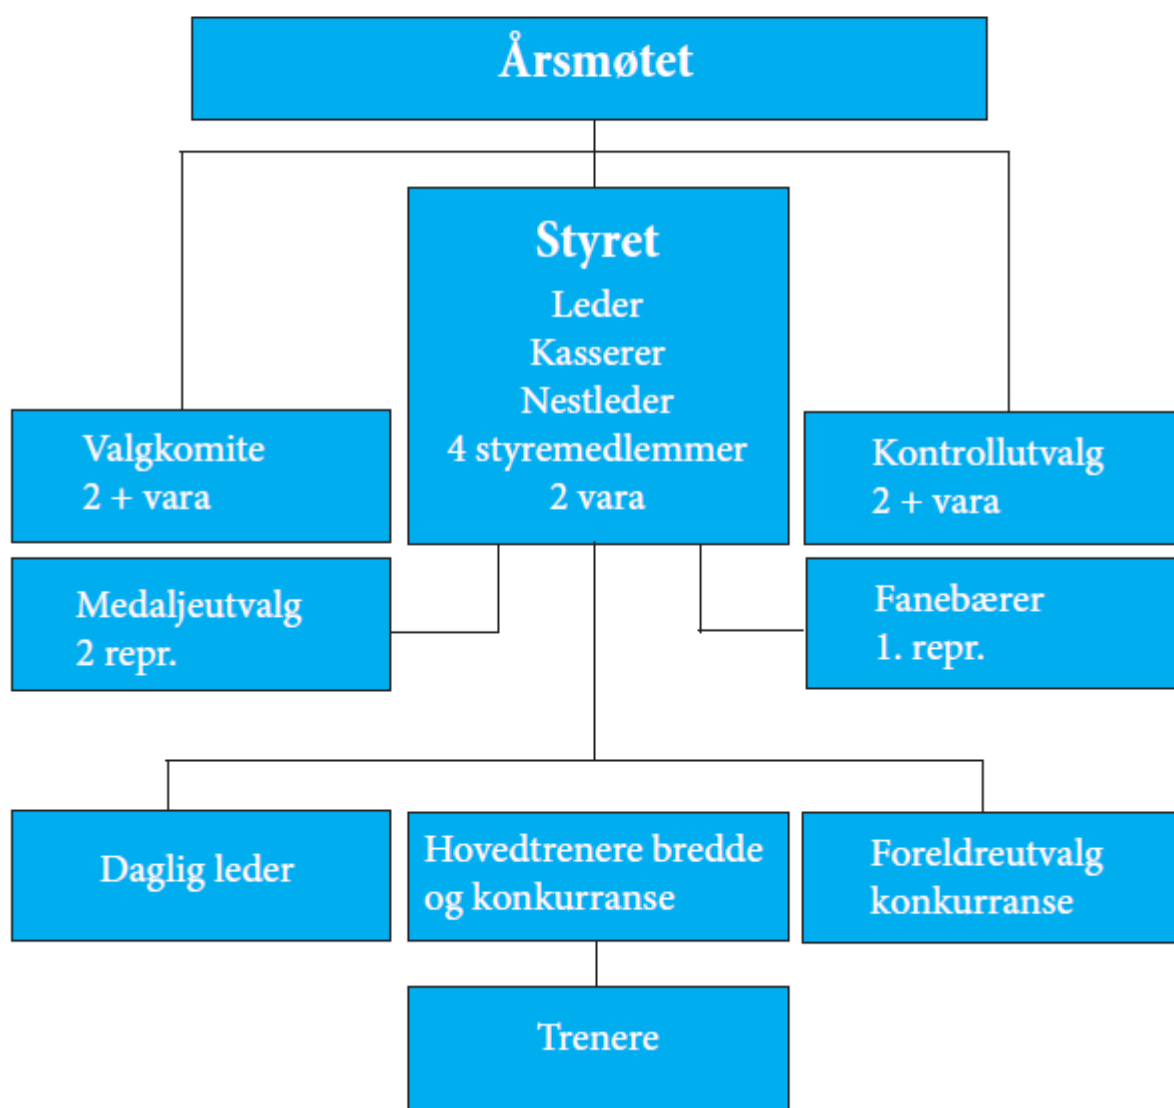 Årsmøtet
Styret
Leder
Kasserer
Nestleder
4 styremedlemmer
2 vara
Valgkomite
2 + vara
Kontrollutvalg
2 + vara
Medaljeutvalg
2 repr.
Fanebærer
1. repr.
Daglig leder
Hovedtrenere bredde
og konkurranse
Foreldreutvalg
konkurranse
Trenere